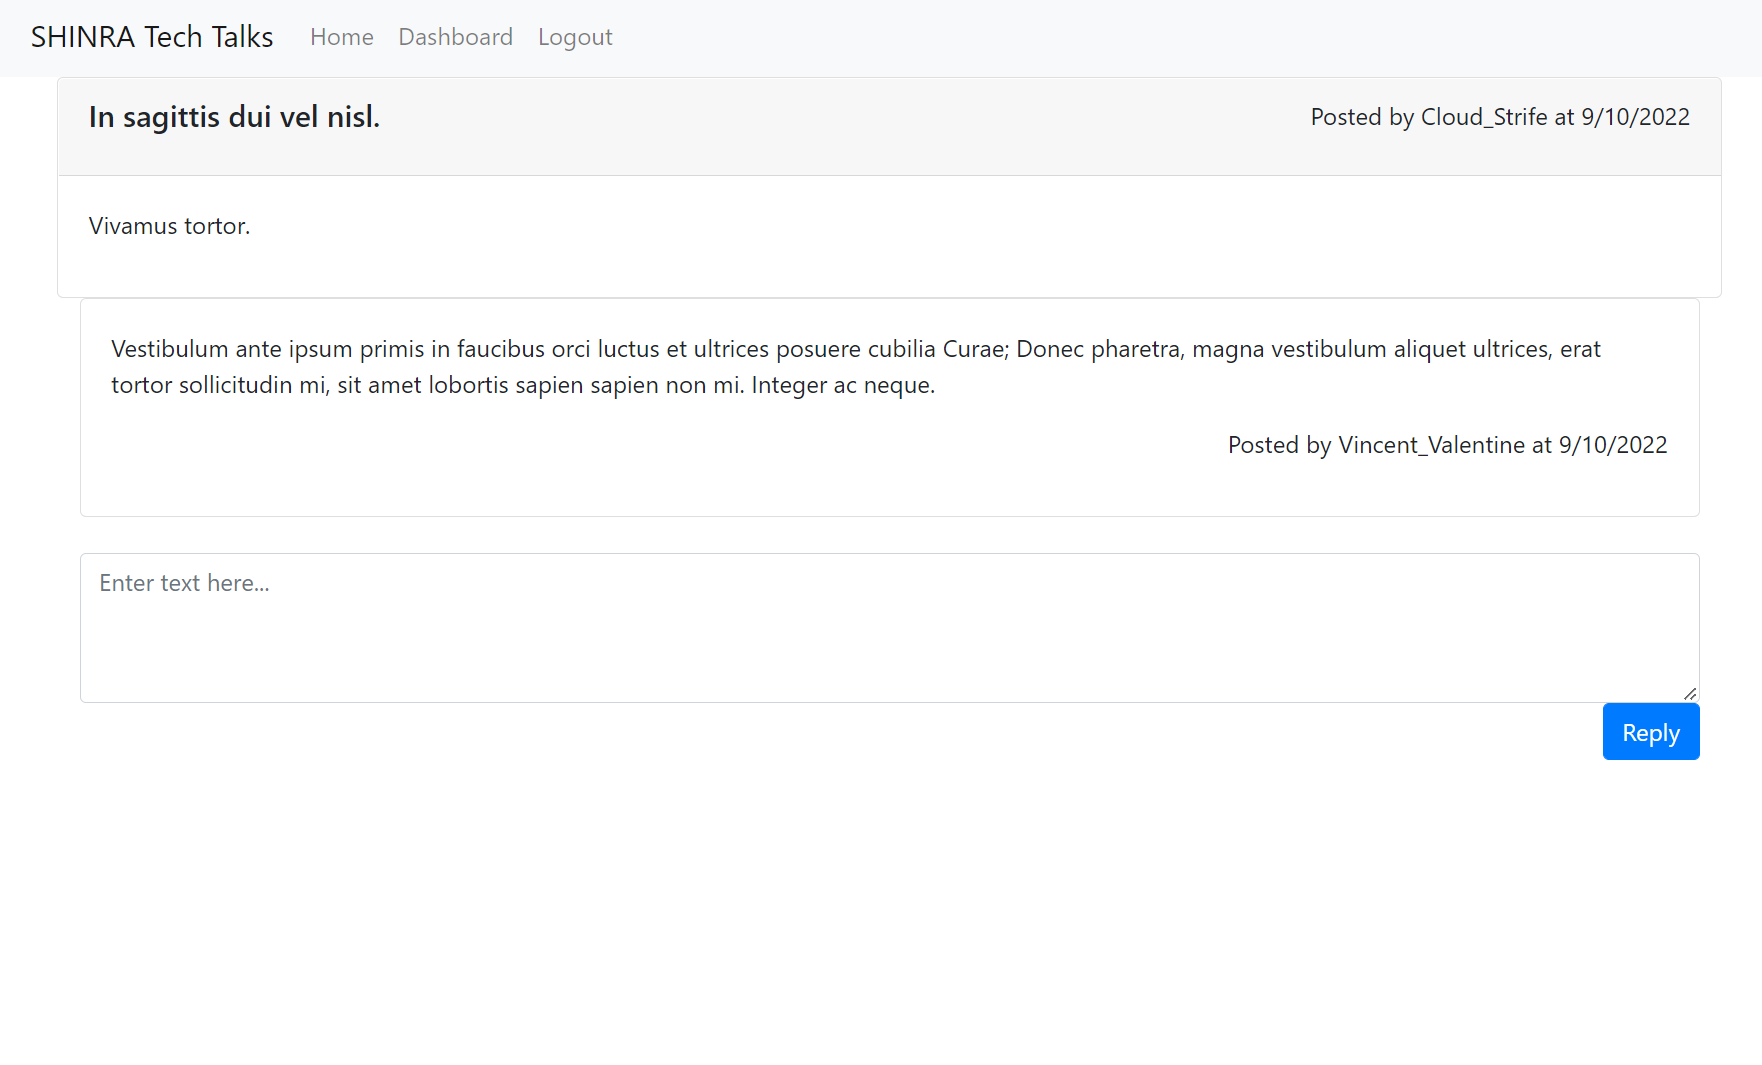 SHINRA Tech Talks Home Dashboard Logout
In sagittis dui vel nisl. Posted by Cloud_Strife at 9/10/2022
Vivamus tortor.
Vestibulum ante ipsum primis in faucibus orci luctus et ultrices posuere cubilia Curae; Donec pharetra, magna vestibulum aliquet ultrices, erat
tortor sollicitudin mi, sit amet lobortis sapien sapien non mi. Integer ac neque.
Posted by Vincent_Valentine at 9/10/2022
Enter text here...
Reply